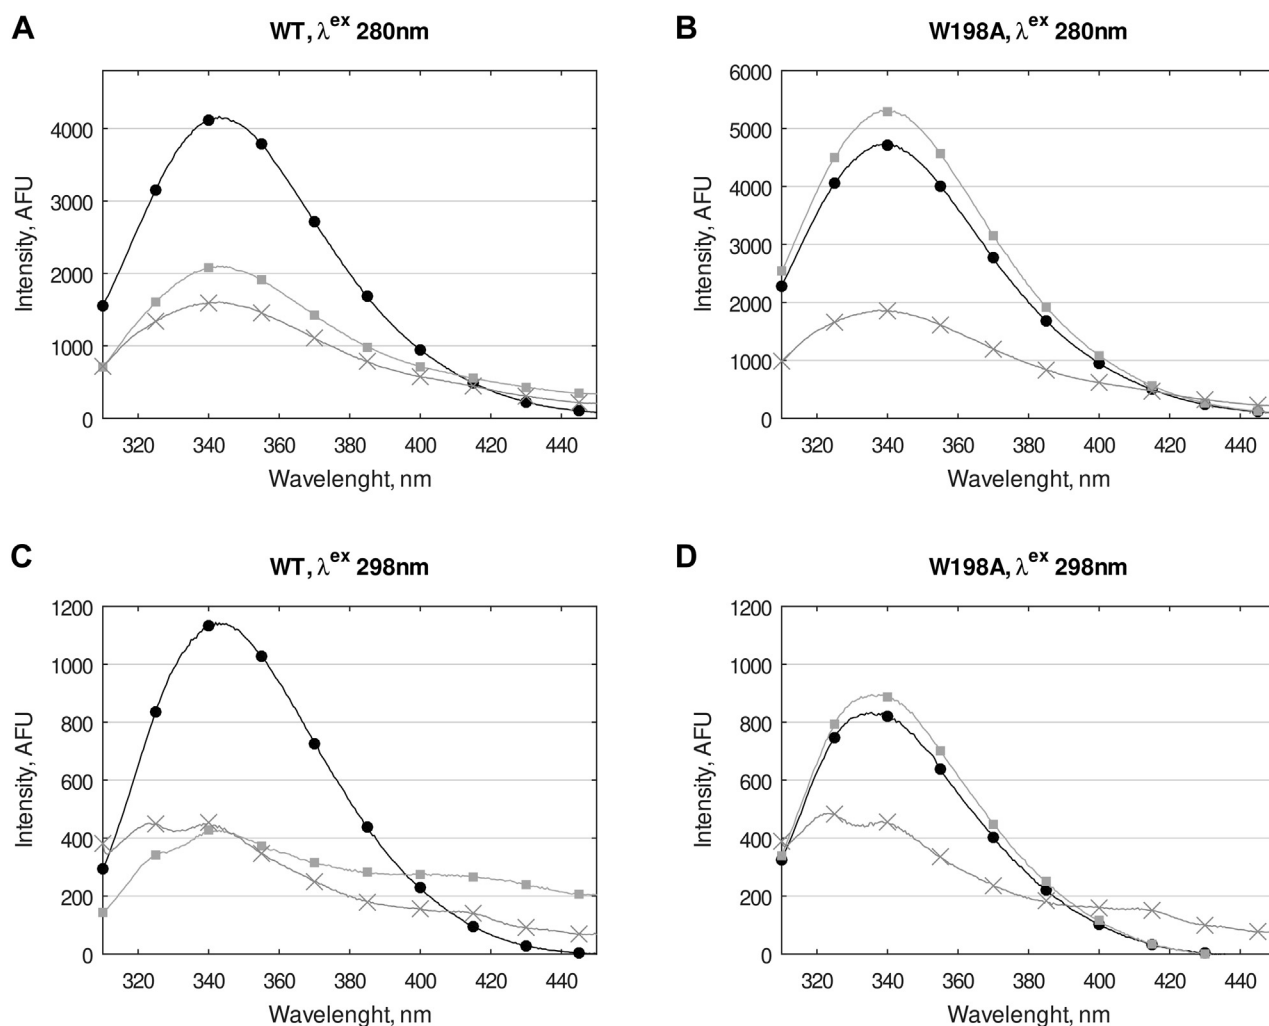 A
WT, λ^ex 280nm
Intensity, AFU
4000
3000
2000
1000
0
320 340 360 380 400 420 440
Wavelenght, nm
B
W198A, λ^ex 280nm
Intensity, AFU
6000
5000
4000
3000
2000
1000
0
320 340 360 380 400 420 440
Wavelenght, nm
C
WT, λ^ex 298nm
Intensity, AFU
1200
1000
800
600
400
200
0
320 340 360 380 400 420 440
Wavelenght, nm
D
W198A, λ^ex 298nm
Intensity, AFU
1200
1000
800
600
400
200
0
320 340 360 380 400 420 440
Wavelenght, nm